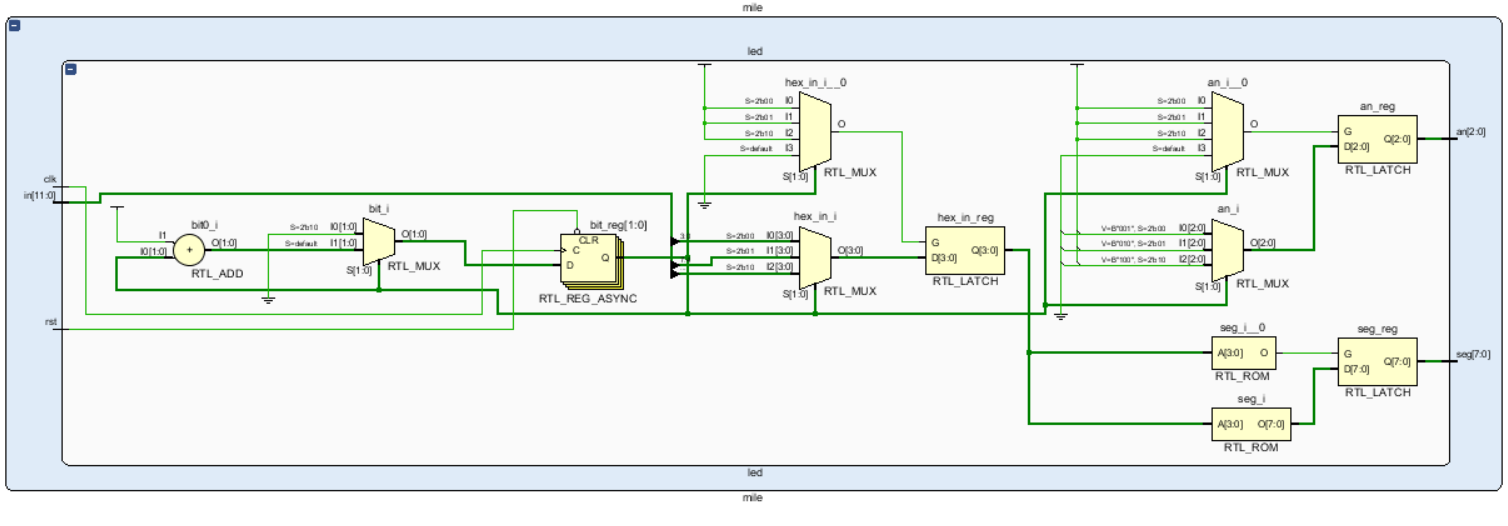 mile
led
hex_in_i__0
S=2'b00 I0
S=2'b01 I1
S=2'b10 I2
S=default I3
O
S[1:0]
RTL_MUX
an_i__0
S=2'b00 I0
S=2'b01 I1
S=2'b10 I2
S=default I3
O
S[1:0]
RTL_MUX
an_reg
G
D[2:0]
Q[2:0]
RTL_LATCH
an[2:0]
clk
in[11:0]
rst
bit0_i
I1
I0[1:0]
+
O[1:0]
RTL_ADD
bit_i
S=2'b10 I0[1:0]
S=default I1[1:0]
O[1:0]
S[1:0]
RTL_MUX
bit_reg[1:0]
CLR
C
D
Q
RTL_REG_ASYNC
hex_in_i
S=2'b00 I0[3:0]
S=2'b01 I1[3:0]
S=2'b10 I2[3:0]
O[3:0]
S[1:0]
RTL_MUX
hex_in_reg
G
D[3:0]
Q[3:0]
RTL_LATCH
an_i
V=B"001", S=2'b00 I0[2:0]
V=B"010", S=2'b01 I1[2:0]
V=B"100", S=2'b10 I2[2:0]
O[2:0]
S[1:0]
RTL_MUX
seg_i__0
A[3:0] O
RTL_ROM
seg_i
A[3:0] O[7:0]
RTL_ROM
seg_reg
G
D[7:0]
Q[7:0]
RTL_LATCH
seg[7:0]
led
mile